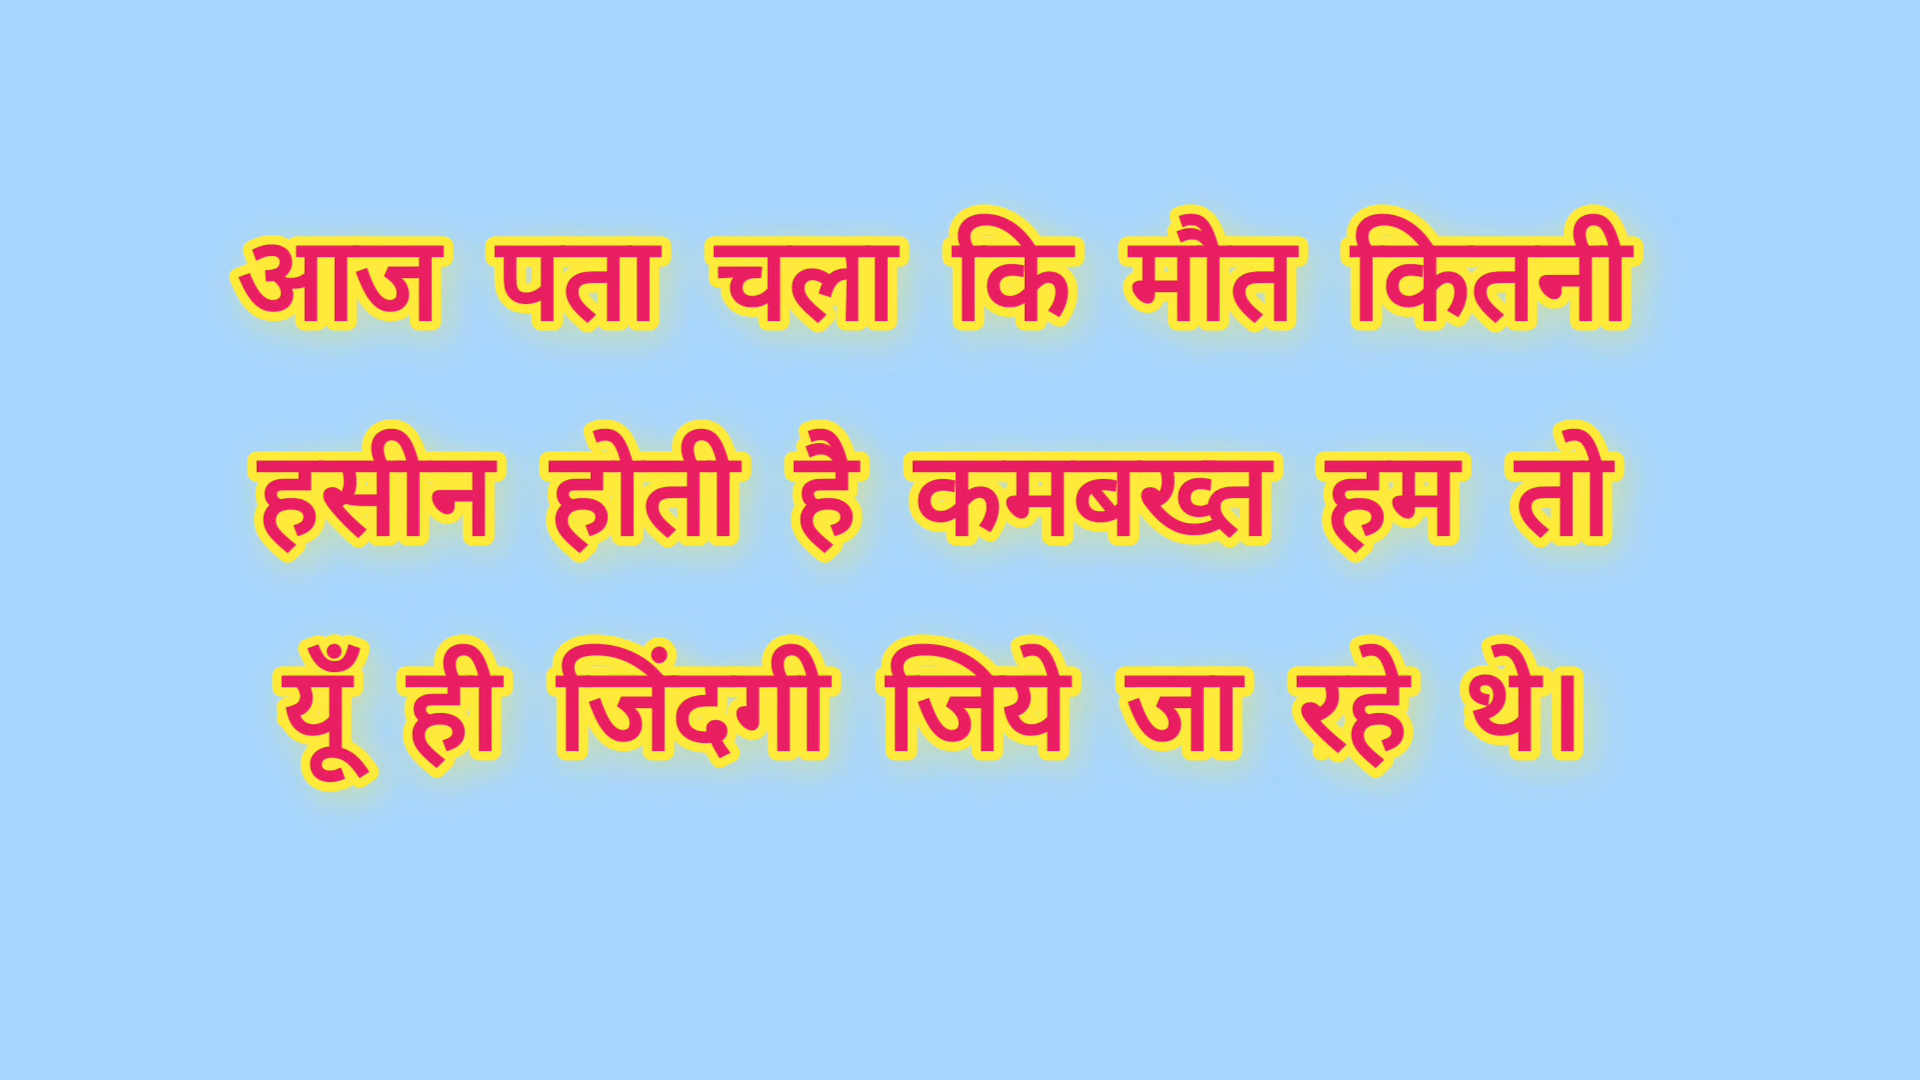 आज पता चला कि मौत कितनी
हसीन होती है कमबख्त हम तो
यूँ ही जिंदगी जिये जा रहे थे।